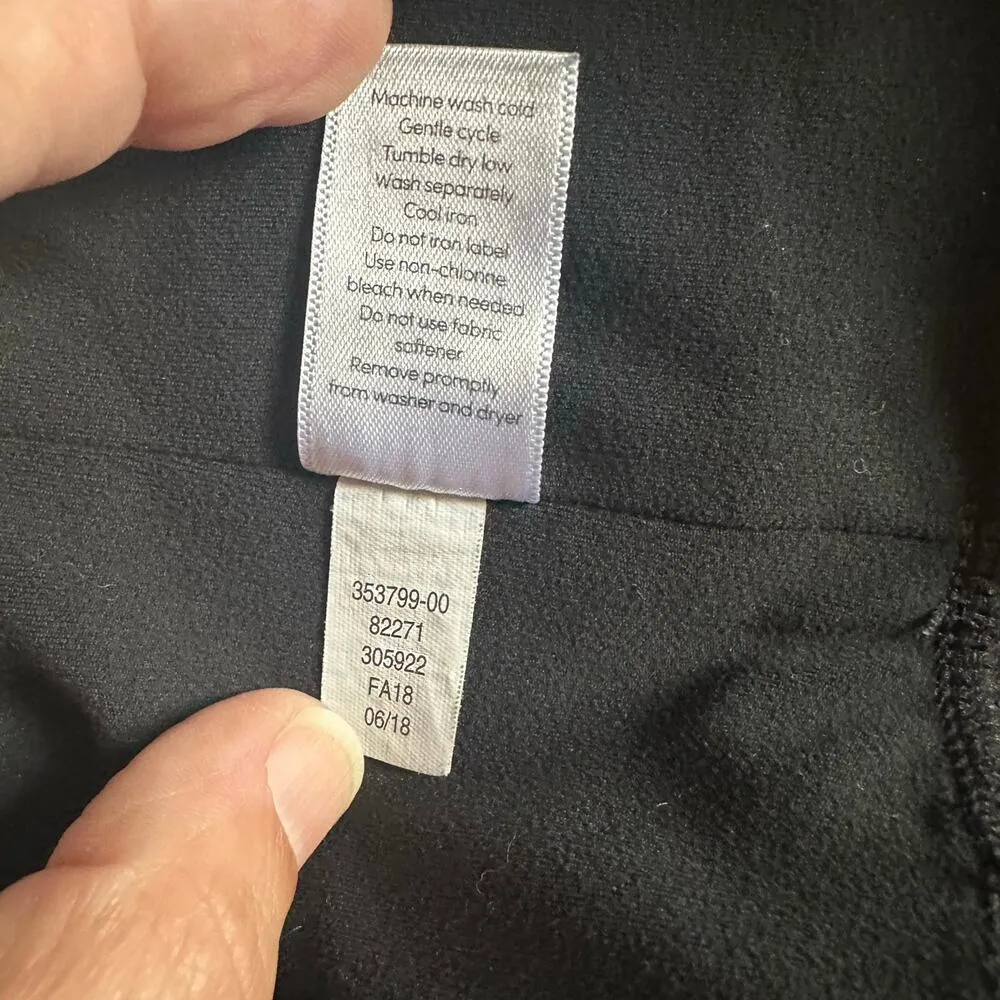 Machine wash cold
Gentle cycle
Tumble dry low
Wash separately
Cool iron
Do not iron label
Use non-chlorine
bleach when needed
Do not use fabric
softener
Remove promptly
from washer and dryer
353799-00
82271
305922
FA18
06/18